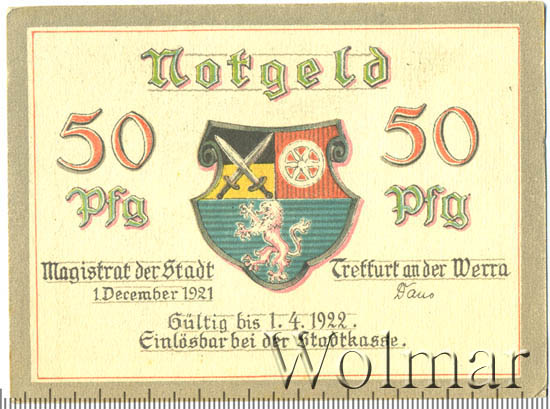 Notgeld
50 50
Pfg Pfg
Magistrat der Stadt Treffurt an der Werra
1. December 1921
Gültig bis 1.4.1922.
Einlösbar bei der Stadtkasse.
Wolmar